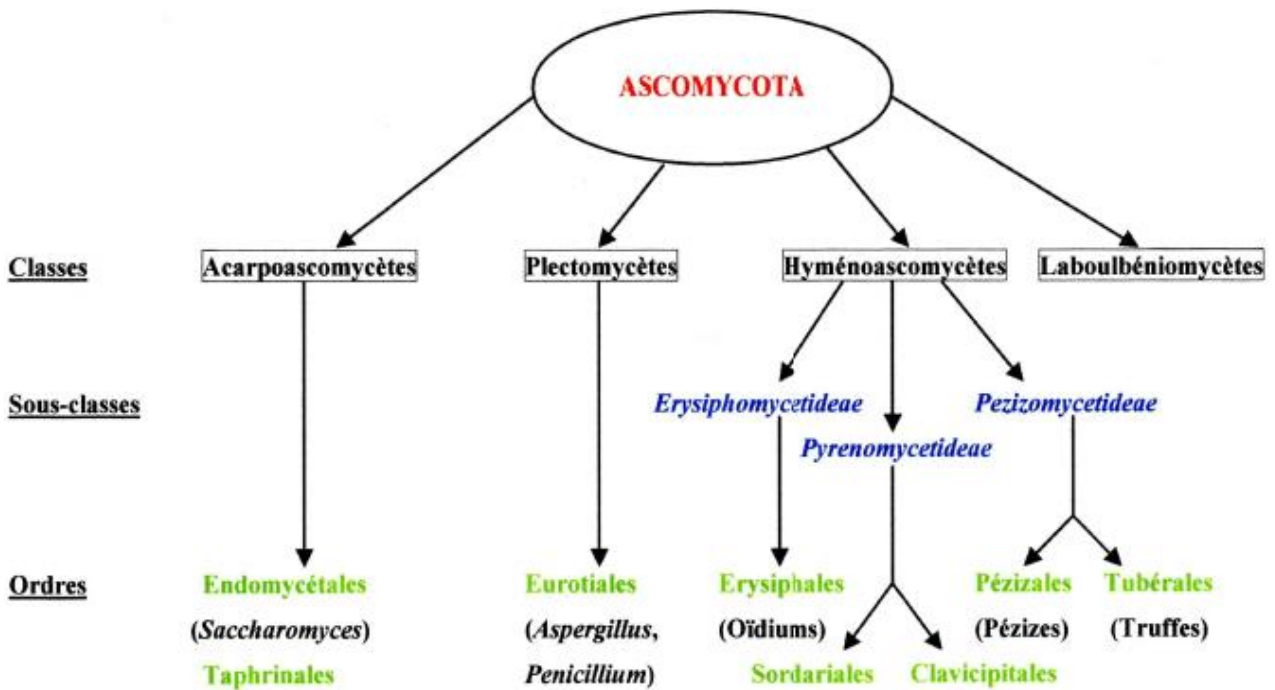 ASCOMYCOTA
Classes
Acarpoascomycètes
Plectomycètes
Hyménoascomycètes
Laboulbéniomycètes
Sous-classes
Erysiphomycetideae
Pezizomycetideae
Pyrenomycetideae
Ordres
Endomycétales
Eurotiales
Erysiphales
Pézizales
Tubérales
(Saccharomyces)
(Aspergillus,
(Oïdiums)
(Pézizes)
(Truffes)
Taphrinales
Penicillium)
Sordariales
Clavicipitales